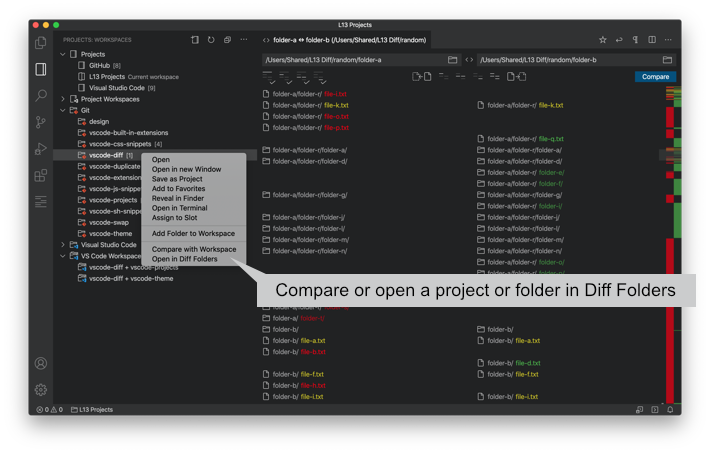 L13 Projects
PROJECTS: WORKSPACES
folder-a ⇔ folder-b (/Users/Shared/L13 Diff/random)
Projects
GitHub [8]
L13 Projects Current workspace
Visual Studio Code [9]
Project Workspaces
Git
design
vscode-built-in-extensions
vscode-css-snippets [4]
vscode-diff [1]
vscode-duplicate
vscode-extension
vscode-js-snippe
vscode-projects
vscode-sh-snipp
vscode-swap
vscode-theme
Visual Studio Code
VS Code Workspace
vscode-diff + vscode-projects
vscode-diff + vscode-theme
Open
Open in new Window
Save as Project
Add to Favorites
Reveal in Finder
Open in Terminal
Assign to Slot
Add Folder to Workspace
Compare with Workspace
Open in Diff Folders
/Users/Shared/L13 Diff/random/folder-a
/Users/Shared/L13 Diff/random/folder-b
Compare
folder-a/folder-r/ file-i.txt
folder-a/folder-r/ file-k.txt
folder-a/folder-r/ file-k.txt
folder-a/folder-r/ file-o.txt
folder-a/folder-r/ file-p.txt
folder-a/folder-r/ file-q.txt
folder-a/folder-r/folder-a/
folder-a/folder-r/folder-a/
folder-a/folder-r/folder-d/
folder-a/folder-r/folder-d/
folder-a/folder-r/ folder-e/
folder-a/folder-r/ folder-f/
folder-a/folder-r/folder-g/
folder-a/folder-r/folder-g/
folder-a/folder-r/ folder-i/
folder-a/folder-r/folder-j/
folder-a/folder-r/folder-j/
folder-a/folder-r/folder-l/
folder-a/folder-r/folder-l/
folder-a/folder-r/folder-m/
folder-a/folder-r/folder-m/
folder-a/folder-r/folder-n/
folder-a/folder-r/folder-n/
folder-a/folder-r/ folder-o/
Compare or open a project or folder in Diff Folders
folder-b/
folder-b/
folder-b/ file-a.txt
folder-b/ file-a.txt
folder-b/ file-b.txt
folder-b/ file-d.txt
folder-b/ file-f.txt
folder-b/ file-f.txt
folder-b/ file-h.txt
folder-b/ file-i.txt
folder-b/ file-i.txt
0 0 L13 Projects